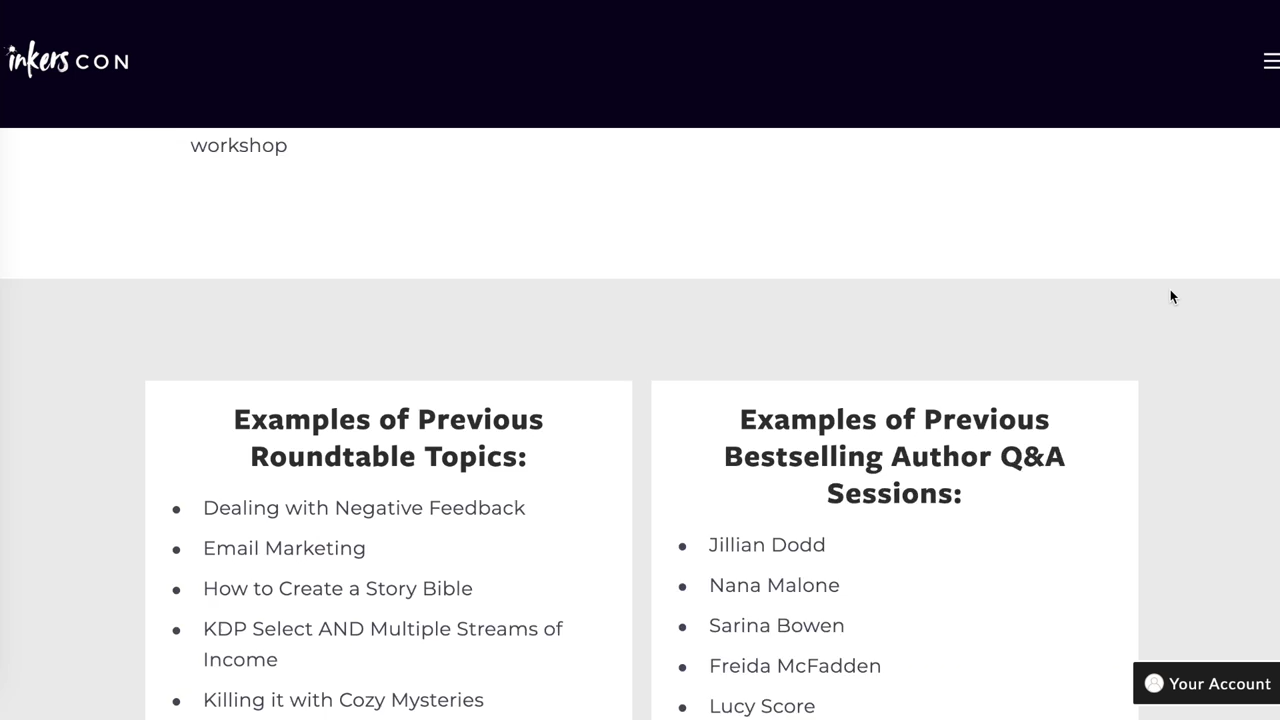 inkers CON
workshop
Examples of Previous
Roundtable Topics:
• Dealing with Negative Feedback
• Email Marketing
• How to Create a Story Bible
• KDP Select AND Multiple Streams of
Income
• Killing it with Cozy Mysteries
Examples of Previous
Bestselling Author Q&A
Sessions:
• Jillian Dodd
• Nana Malone
• Sarina Bowen
• Freida McFadden
• Lucy Score
Your Account